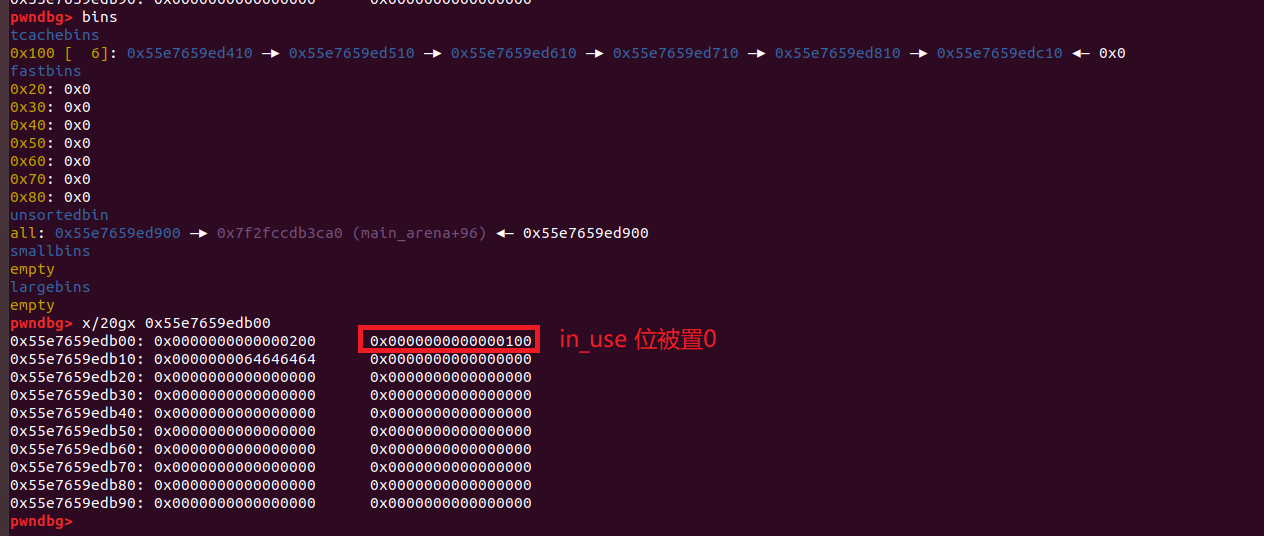 0x55e7659edb90: 0x0000000000000000 0x0000000000000000
pwndbg> bins
tcachebins
0x100 [  6]: 0x55e7659ed410 —▸ 0x55e7659ed510 —▸ 0x55e7659ed610 —▸ 0x55e7659ed710 —▸ 0x55e7659ed810 —▸ 0x55e7659edc10 ◂— 0x0
fastbins
0x20: 0x0
0x30: 0x0
0x40: 0x0
0x50: 0x0
0x60: 0x0
0x70: 0x0
0x80: 0x0
unsortedbin
all: 0x55e7659ed900 —▸ 0x7f2fccdb3ca0 (main_arena+96) ◂— 0x55e7659ed900
smallbins
empty
largebins
empty
pwndbg> x/20gx 0x55e7659edb00
0x55e7659edb00: 0x0000000000000200 0x0000000000000100 in_use 位被置0
0x55e7659edb10: 0x0000000064646464 0x0000000000000000
0x55e7659edb20: 0x0000000000000000 0x0000000000000000
0x55e7659edb30: 0x0000000000000000 0x0000000000000000
0x55e7659edb40: 0x0000000000000000 0x0000000000000000
0x55e7659edb50: 0x0000000000000000 0x0000000000000000
0x55e7659edb60: 0x0000000000000000 0x0000000000000000
0x55e7659edb70: 0x0000000000000000 0x0000000000000000
0x55e7659edb80: 0x0000000000000000 0x0000000000000000
0x55e7659edb90: 0x0000000000000000 0x0000000000000000
pwndbg>